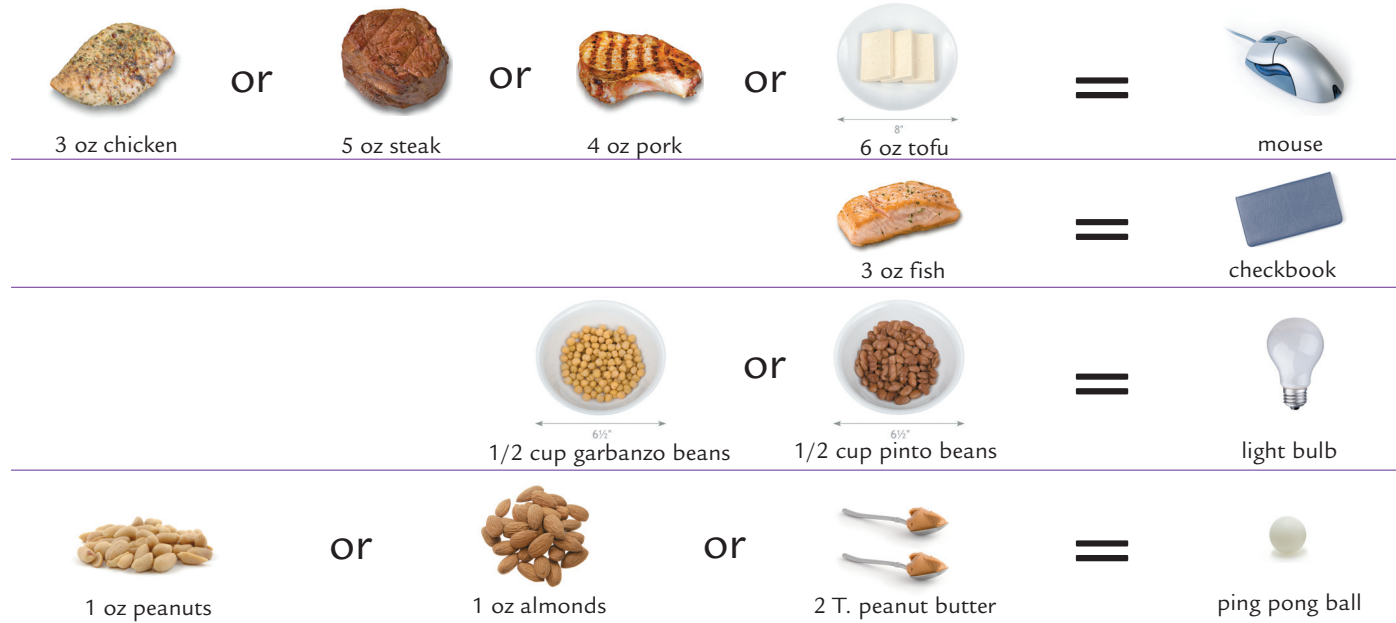 or or or =
8"
3 oz chicken 5 oz steak 4 oz pork 6 oz tofu mouse
=
3 oz fish checkbook
or =
6½" 6½"
1/2 cup garbanzo beans 1/2 cup pinto beans light bulb
or or =
1 oz peanuts 1 oz almonds 2 T. peanut butter ping pong ball